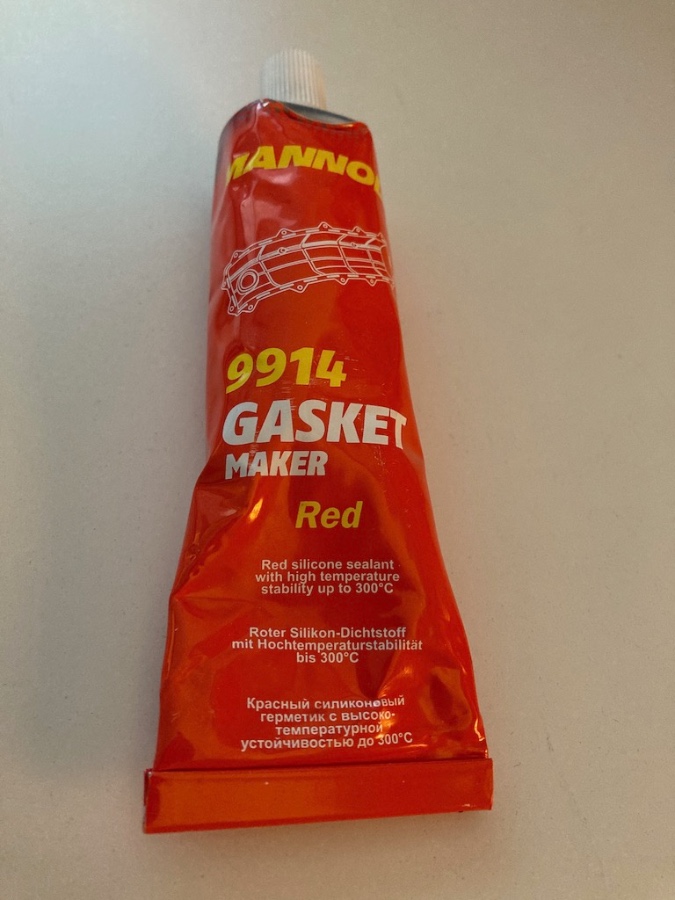 MANNOL
9914
GASKET
MAKER
Red
Red silicone sealant
with high temperature
stability up to 300°C
Roter Silikon-Dichtstoff
mit Hochtemperaturstabilität
bis 300°C
Красный силиконовый
герметик с высоко-
температурной
устойчивостью до 300°C